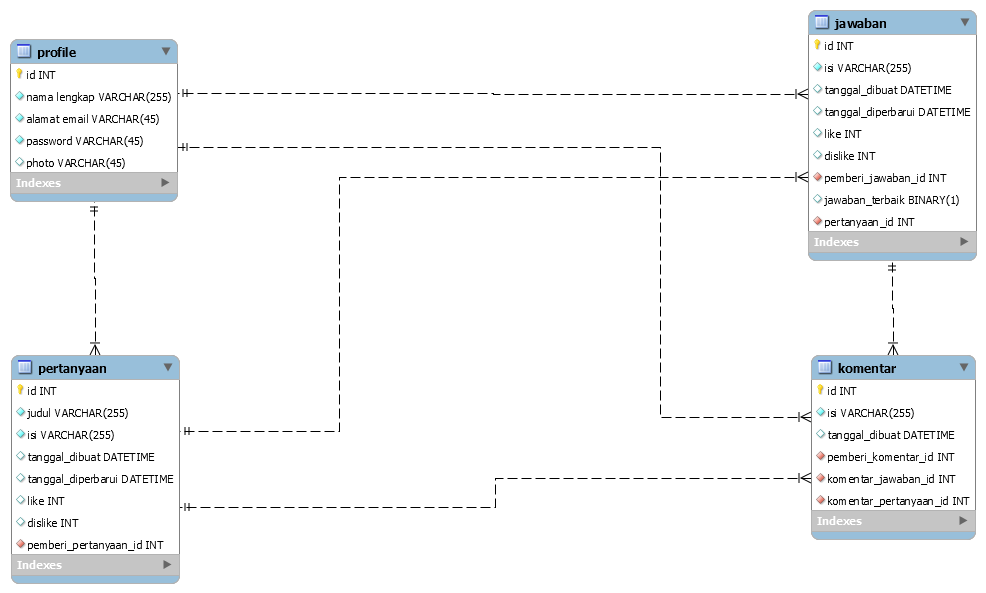 profile
id INT
nama lengkap VARCHAR(255)
alamat email VARCHAR(45)
password VARCHAR(45)
photo VARCHAR(45)
Indexes
jawaban
id INT
isi VARCHAR(255)
tanggal_dibuat DATETIME
tanggal_diperbarui DATETIME
like INT
dislike INT
pemberi_jawaban_id INT
jawaban_terbaik BINARY(1)
pertanyaan_id INT
Indexes
pertanyaan
id INT
judul VARCHAR(255)
isi VARCHAR(255)
tanggal_dibuat DATETIME
tanggal_diperbarui DATETIME
like INT
dislike INT
pemberi_pertanyaan_id INT
Indexes
komentar
id INT
isi VARCHAR(255)
tanggal_dibuat DATETIME
pemberi_komentar_id INT
komentar_jawaban_id INT
komentar_pertanyaan_id INT
Indexes